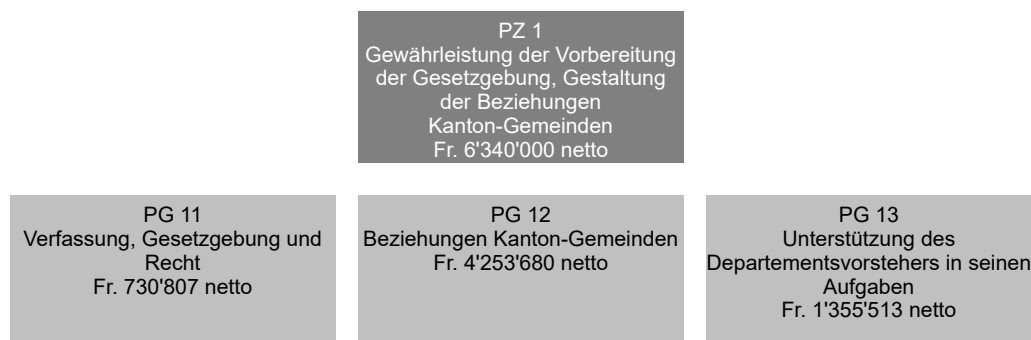 PZ 1
Gewährleistung der Vorbereitung
der Gesetzgebung, Gestaltung
der Beziehungen
Kanton-Gemeinden
Fr. 6'340'000 netto
PG 11
Verfassung, Gesetzgebung und
Recht
Fr. 730'807 netto
PG 12
Beziehungen Kanton-Gemeinden
Fr. 4'253'680 netto
PG 13
Unterstützung des
Departementsvorstehers in seinen
Aufgaben
Fr. 1'355'513 netto